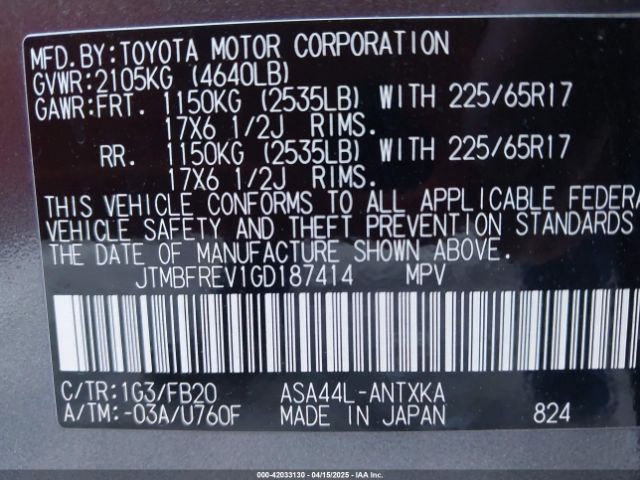 MFD.BY:TOYOTA MOTOR CORPORATION
GVWR:2105KG (4640LB)
GAWR:FRT. 1150KG (2535LB) WITH 225/65R17
17X6 1/2J RIMS.
RR. 1150KG (2535LB) WITH 225/65R17
17X6 1/2J RIMS.
THIS VEHICLE CONFORMS TO ALL APPLICABLE FEDERA
VEHICLE SAFETY AND THEFT PREVENTION STANDARDS
THE DATE OF MANUFACTURE SHOWN ABOVE.
JTMBFREV1GD187414 MPV
C/TR:1G3/FB20 ASA44L-ANTXKA
A/TM:-03A/U760F MADE IN JAPAN 824
000-42033130 - 04/15/2025 - IAAI.COM